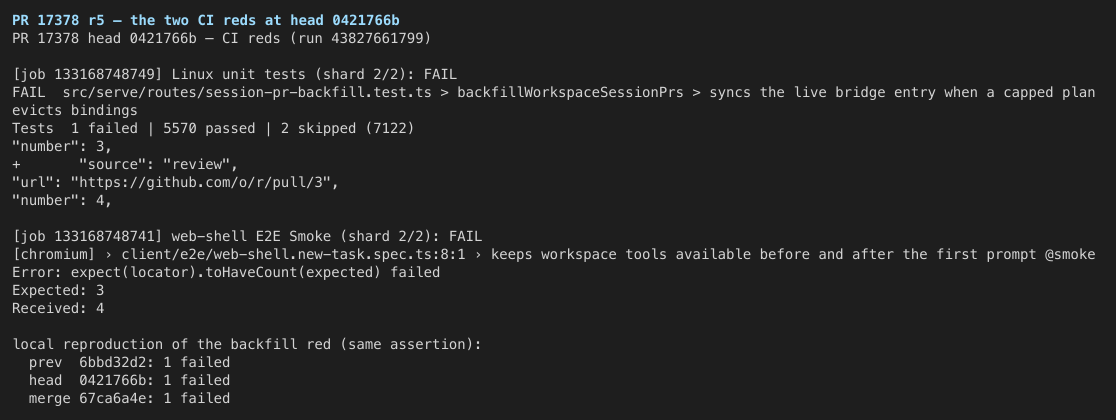 PR 17378 r5 — the two CI reds at head 0421766b
PR 17378 head 0421766b — CI reds (run 43827661799)

[job 133168748749] Linux unit tests (shard 2/2): FAIL
FAIL  src/serve/routes/session-pr-backfill.test.ts > backfillWorkspaceSessionPrs > syncs the live bridge entry when a capped plan
evicts bindings
Tests  1 failed | 5570 passed | 2 skipped (7122)
"number": 3,
+       "source": "review",
"url": "https://github.com/o/r/pull/3",
"number": 4,

[job 133168748741] web-shell E2E Smoke (shard 2/2): FAIL
[chromium] › client/e2e/web-shell.new-task.spec.ts:8:1 › keeps workspace tools available before and after the first prompt @smoke
Error: expect(locator).toHaveCount(expected) failed
Expected: 3
Received: 4

local reproduction of the backfill red (same assertion):
  prev  6bbd32d2: 1 failed
  head  0421766b: 1 failed
  merge 67ca6a4e: 1 failed